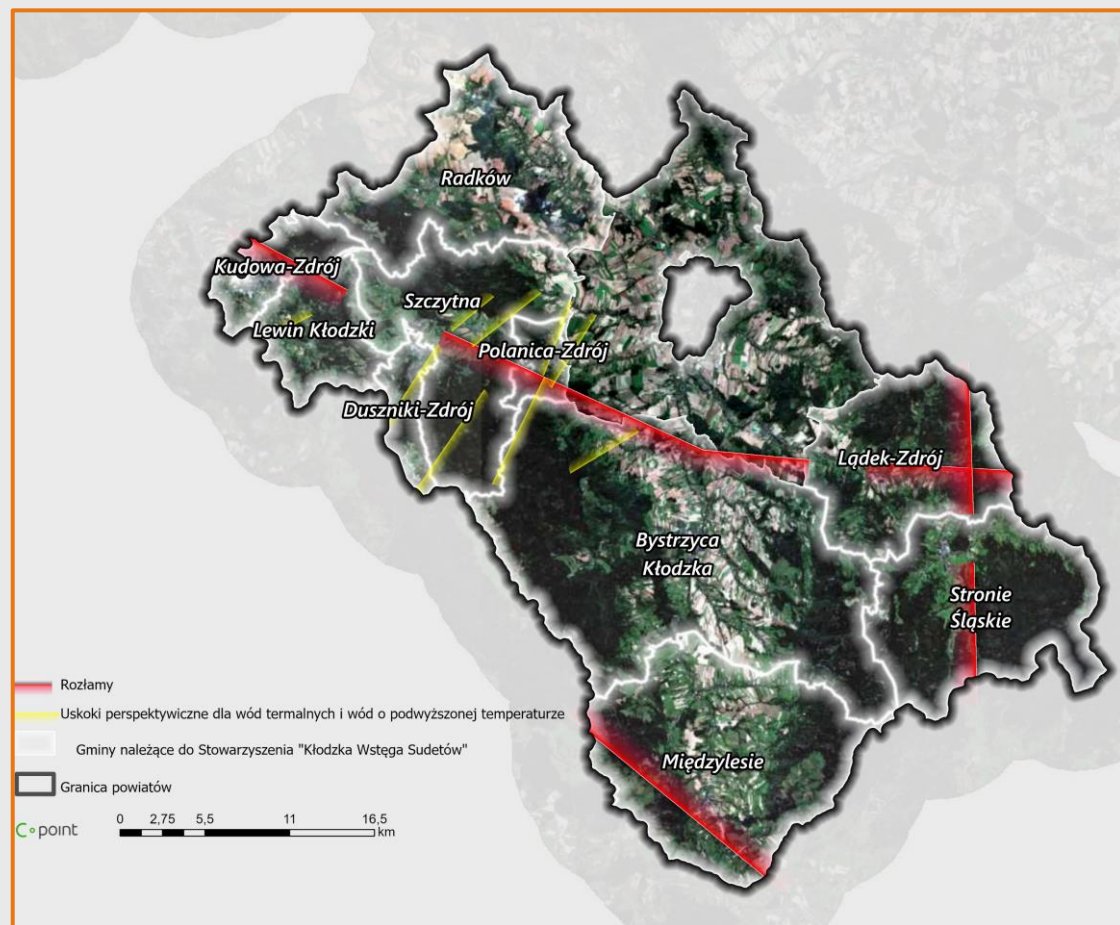 Radków
Kudowa-Zdrój
Szczytna
Lewin Kłodzki
Polanica-Zdrój
Duszniki-Zdrój
Lądek-Zdrój
Bystrzyca
Kłodzka
Stronie
Śląskie
Międzylesie
Rozłamy
Uskoki perspektywiczne dla wód termalnych i wód o podwyższonej temperaturze
Gminy należące do Stowarzyszenia "Kłodzka Wstęga Sudetów"
Granica powiatów
point
0 2,75 5,5 11 16,5
km